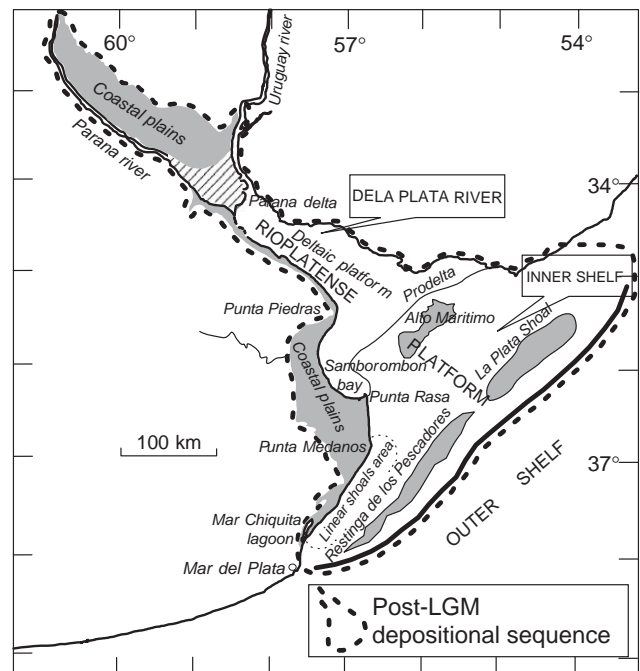 60°
57°
54°
Uruguay river
Coastal plains
Parana river
34°
Parana delta
DELA PLATA RIVER
RIOPLATENSE
Deltaic platform
Prodelta
INNER SHELF
Punta Piedras
Alto Maritimo
PLATFORM
La Plata Shoal
Coastal plains
Samborombon
bay
Punta Rasa
100 km
Punta Medanos
37°
Linear shoals area
Restinga de los Pescadores
OUTER SHELF
Mar Chiquita
lagoon
Mar del Plata
Post-LGM
depositional sequence